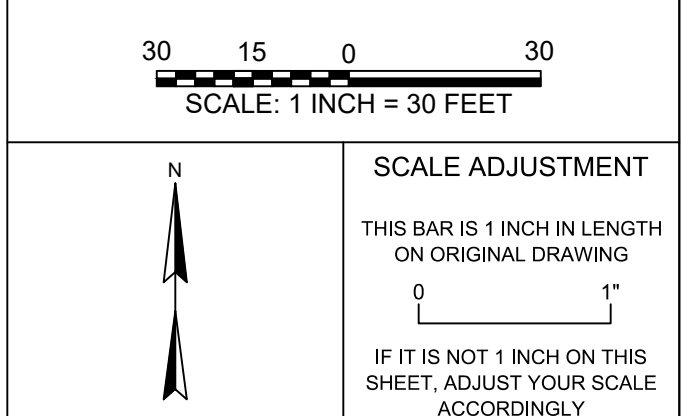 30 15 0 30
SCALE: 1 INCH = 30 FEET
N
SCALE ADJUSTMENT
THIS BAR IS 1 INCH IN LENGTH
ON ORIGINAL DRAWING
0 1"
IF IT IS NOT 1 INCH ON THIS
SHEET, ADJUST YOUR SCALE
ACCORDINGLY